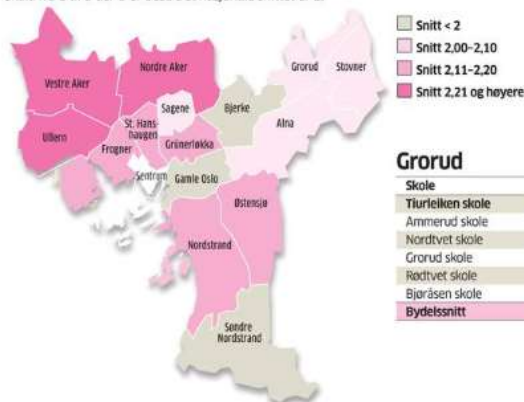 Snitt < 2
Snitt 2,00–2,10
Snitt 2,11–2,20
Snitt 2,21 og høyere
Vestre Aker
Nordre Aker
Grorud
Stovner
Sagene
Bjerke
Ullern
St. Hans-
haugen
Alna
Frogner
Grünerløkka
Sentrum
Gamle Oslo
Østensjø
Nordstrand
Søndre
Nordstrand
Grorud
Skole
Tiurleiken skole
Ammerud skole
Nordtvet skole
Grorud skole
Rødtvet skole
Bjøråsen skole
Bydelssnitt